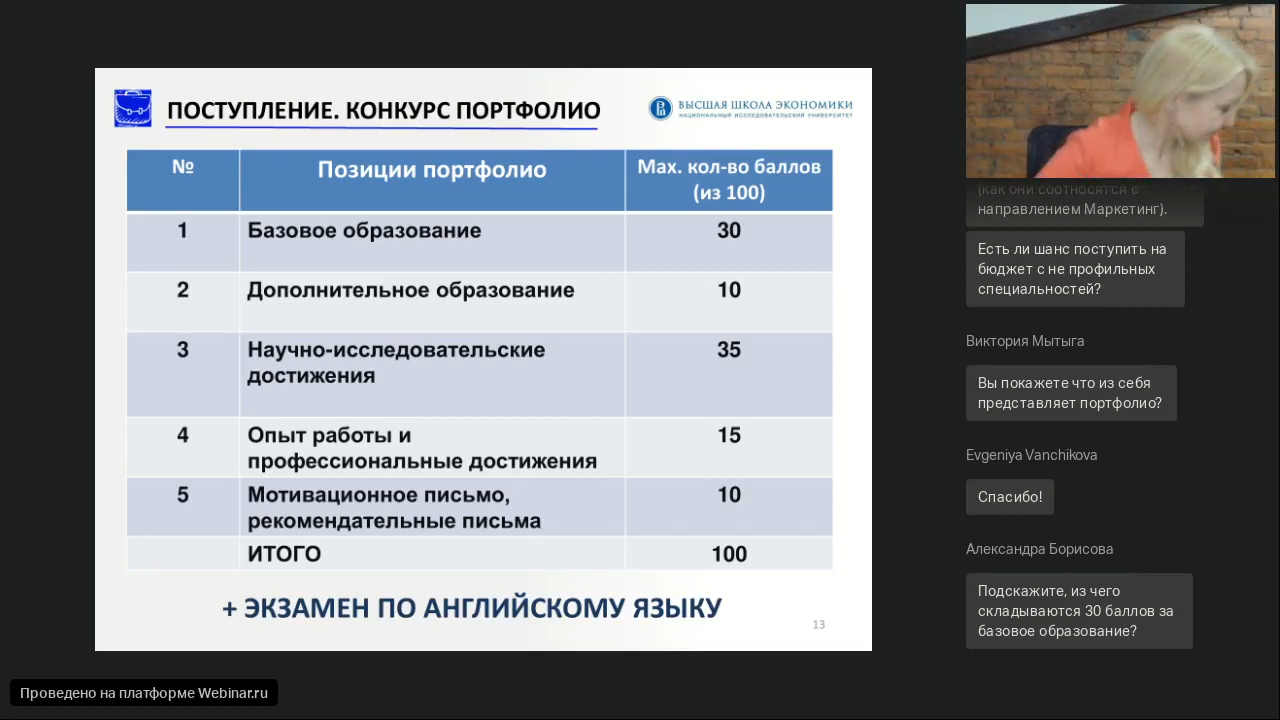 ПОСТУПЛЕНИЕ. КОНКУРС ПОРТФОЛИО
ВЫСШАЯ ШКОЛА ЭКОНОМИКИ
НАЦИОНАЛЬНЫЙ ИССЛЕДОВАТЕЛЬСКИЙ УНИВЕРСИТЕТ
№ Позиции портфолио Мах. кол-во баллов
(из 100)
1 Базовое образование 30
2 Дополнительное образование 10
3 Научно-исследовательские 35
достижения
4 Опыт работы и 15
профессиональные достижения
5 Мотивационное письмо, 10
рекомендательные письма
ИТОГО 100
+ ЭКЗАМЕН ПО АНГЛИЙСКОМУ ЯЗЫКУ
13
(как они соотносятся с
направлением Маркетинг).
Есть ли шанс поступить на
бюджет с не профильных
специальностей?
Виктория Мытыга
Вы покажете что из себя
представляет портфолио?
Evgeniya Vanchikova
Спасибо!
Александра Борисова
Подскажите, из чего
складываются 30 баллов за
базовое образование?
Проведено на платформе Webinar.ru